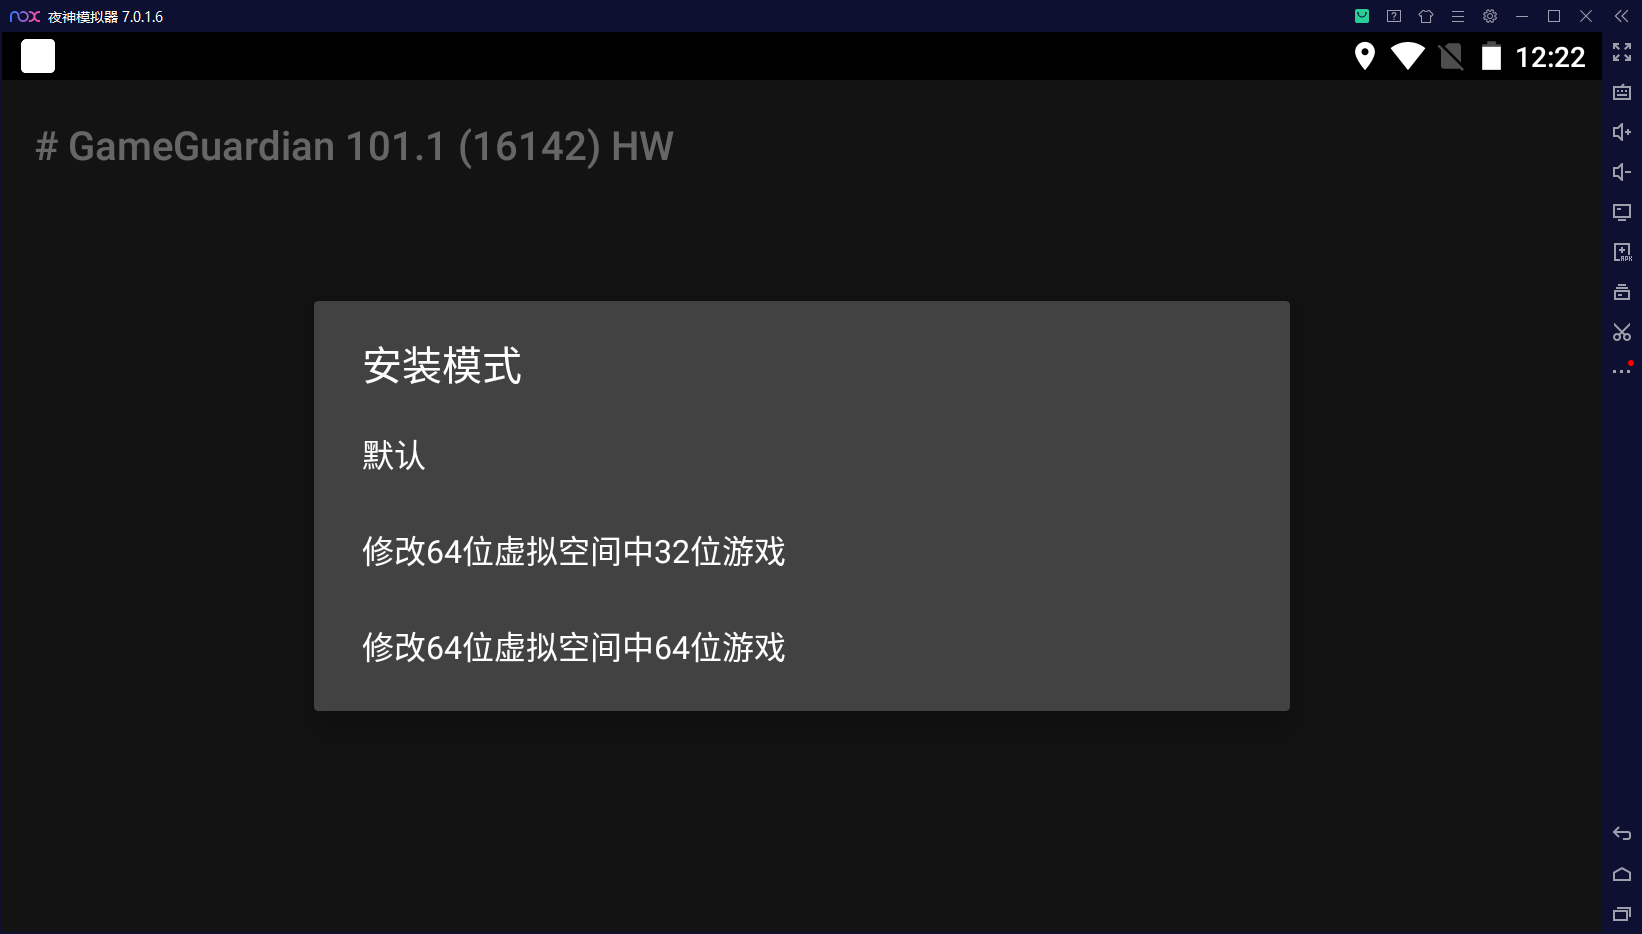 nox 夜神模拟器 7.0.1.6
12:22
# GameGuardian 101.1 (16142) HW
安装模式
默认
修改64位虚拟空间中32位游戏
修改64位虚拟空间中64位游戏
APK